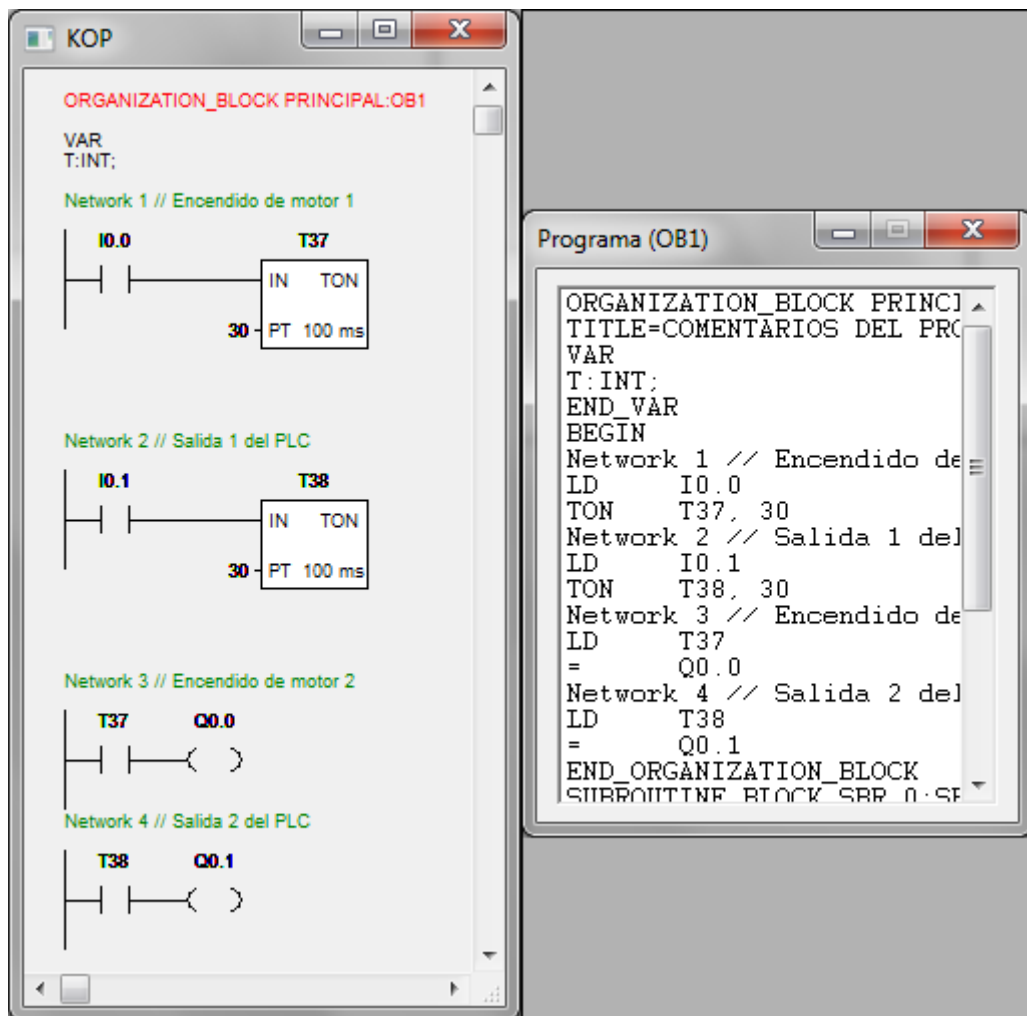 KOP
ORGANIZATION_BLOCK PRINCIPAL:OB1
VAR
T:INT;
Network 1 // Encendido de motor 1
I0.0 T37
IN TON
30 PT 100 ms
Network 2 // Salida 1 del PLC
I0.1 T38
IN TON
30 PT 100 ms
Network 3 // Encendido de motor 2
T37 Q0.0
Network 4 // Salida 2 del PLC
T38 Q0.1
Programa (OB1)
ORGANIZATION_BLOCK
TITLE=COMENTARIOS DEL
VAR
T:INT;
END_VAR
BEGIN
Network 1 // Encendido de
LD I0.0
TON T37, 30
Network 2 // Salida 1 del
LD I0.1
TON T38, 30
Network 3 // Encendido de
LD T37
= Q0.0
Network 4 // Salida 2 del
LD T38
= Q0.1
END_ORGANIZATION_BLOCK